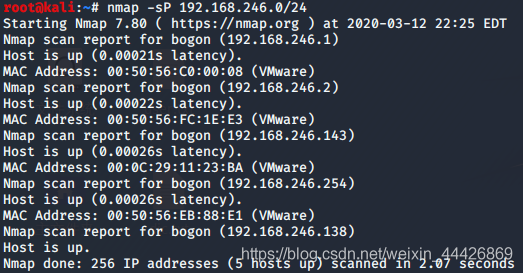 root@kali:~# nmap -sP 192.168.246.0/24
Starting Nmap 7.80 ( https://nmap.org ) at 2020-03-12 22:25 EDT
Nmap scan report for bogon (192.168.246.1)
Host is up (0.00021s latency).
MAC Address: 00:50:56:C0:00:08 (VMware)
Nmap scan report for bogon (192.168.246.2)
Host is up (0.00022s latency).
MAC Address: 00:50:56:FC:1E:E3 (VMware)
Nmap scan report for bogon (192.168.246.143)
Host is up (0.00026s latency).
MAC Address: 00:0C:29:11:23:BA (VMware)
Nmap scan report for bogon (192.168.246.254)
Host is up (0.00026s latency).
MAC Address: 00:50:56:EB:88:E1 (VMware)
Nmap scan report for bogon (192.168.246.138)
Host is up.
https://blog.csdn.net/weixin_44426869
Nmap done: 256 IP addresses (5 hosts up) scanned in 2.07 seconds